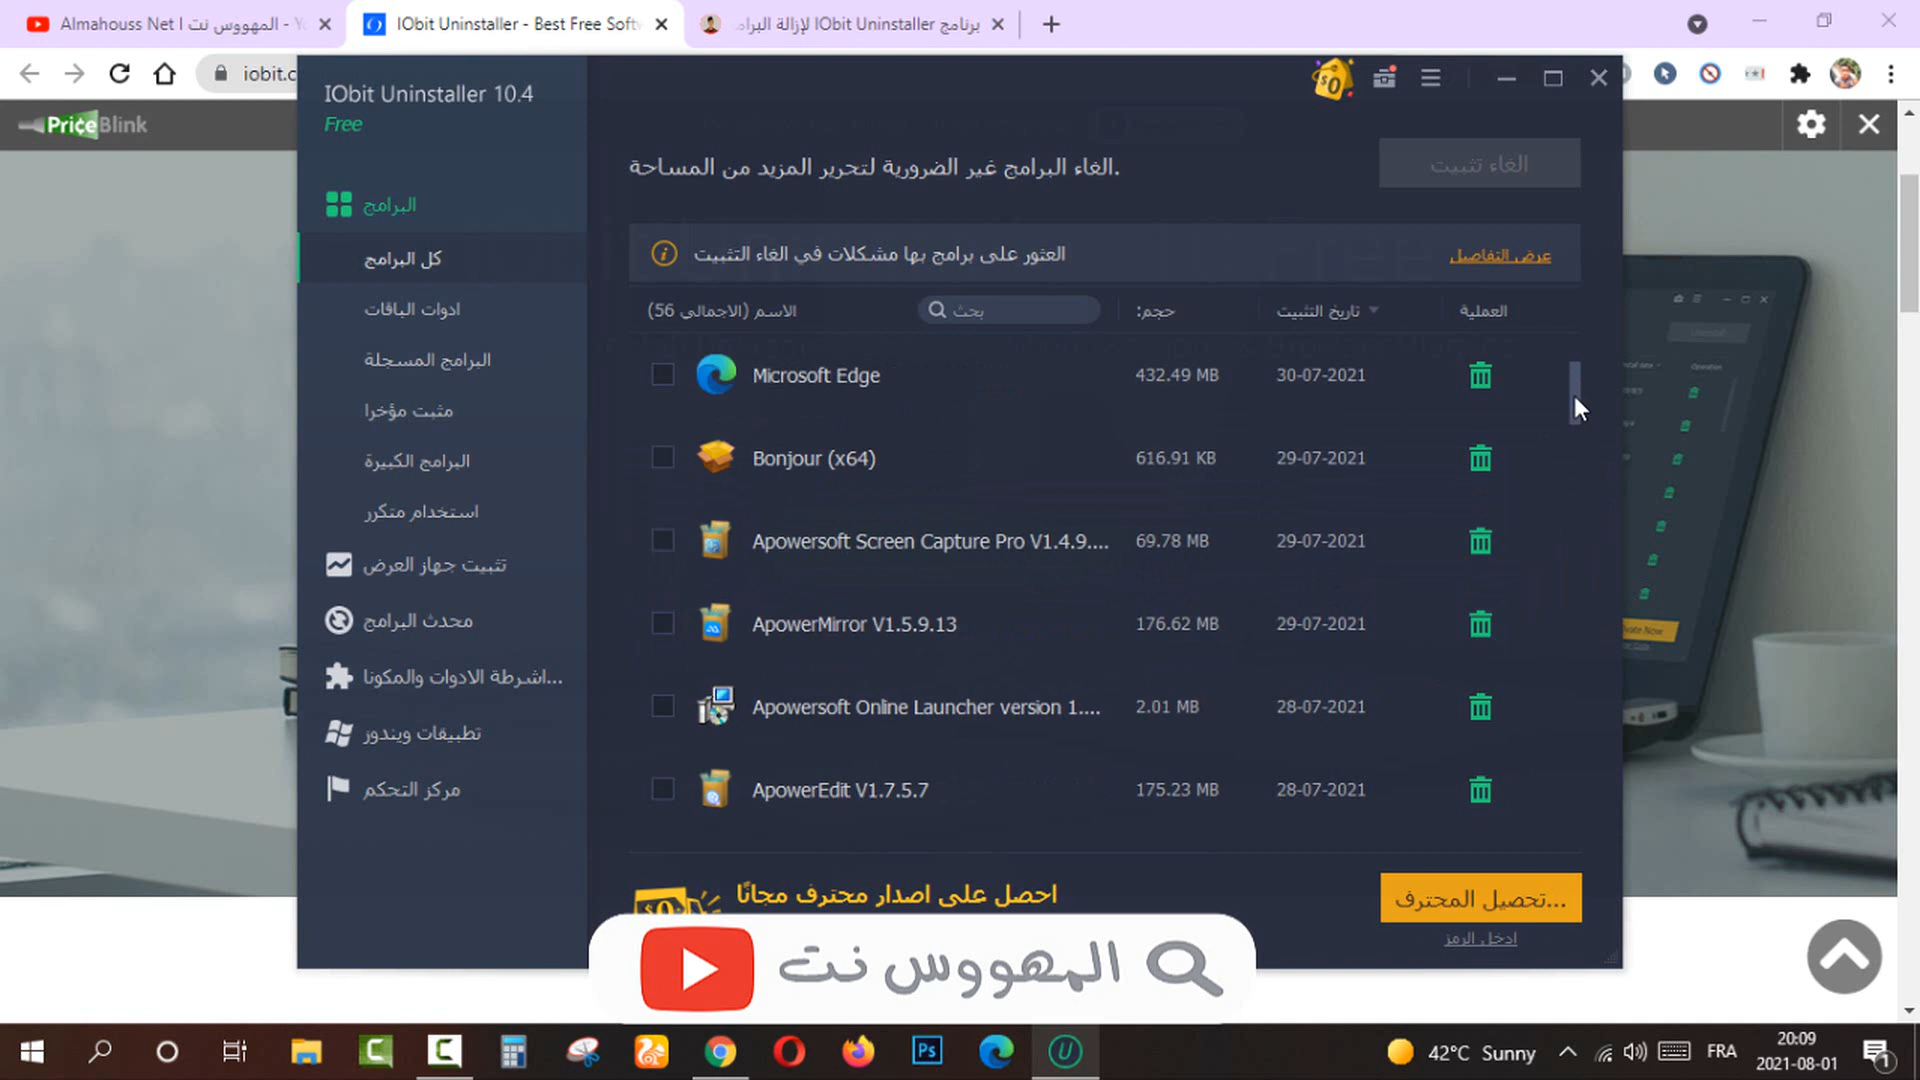 Almahouss Net | المهووس نت - Yo
IObit Uninstaller - Best Free Softw
برنامج IObit Uninstaller لإزالة البرام
iobit.c
PriceBlink
IObit Uninstaller 10.4
Free
الغاء البرامج غير الضرورية لتحرير المزيد من المساحة.
الغاء تثبيت
العثور على برامج بها مشكلات في الغاء التثبيت
عرض التفاصيل
الاسم (الاجمالي 56)
بحث
حجم:
تاريخ التثبيت
العملية
البرامج
كل البرامج
ادوات الباقات
البرامج المسجلة
مثبت مؤخرا
البرامج الكبيرة
استخدام متكرر
تثبيت جهاز العرض
محدث البرامج
اشرطة الادوات والمكونا...
تطبيقات ويندوز
مركز التحكم
Microsoft Edge 432.49 MB 30-07-2021
Bonjour (x64) 616.91 KB 29-07-2021
Apowersoft Screen Capture Pro V1.4.9.... 69.78 MB 29-07-2021
ApowerMirror V1.5.9.13 176.62 MB 29-07-2021
Apowersoft Online Launcher version 1.... 2.01 MB 28-07-2021
ApowerEdit V1.7.5.7 175.23 MB 28-07-2021
احصل على اصدار محترف مجانًا
تحصيل المحترف...
ادخل الرمز
المهووس نت
42°C Sunny
FRA
20:09
2021-08-01